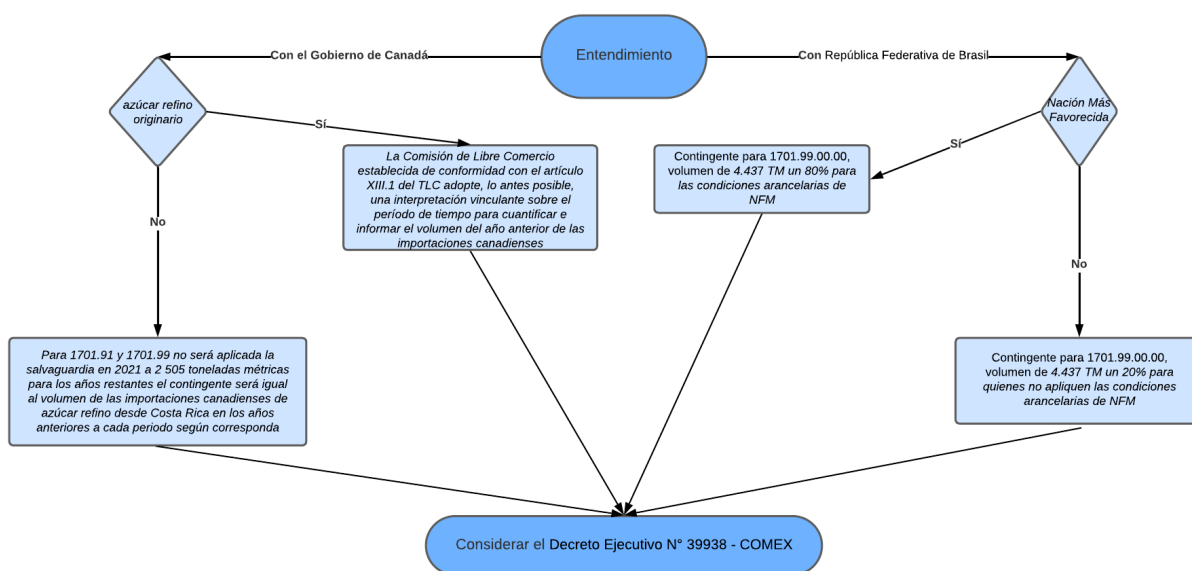 Entendimiento
Con el Gobierno de Canadá
Con República Federativa de Brasil
azúcar refino
originario
Nación Más
Favorecida
Sí
Sí
La Comisión de Libre Comercio
establecida de conformidad con el artículo
XIII.1 del TLC adopte, lo antes posible,
una interpretación vinculante sobre el
período de tiempo para cuantificar e
informar el volumen del año anterior de las
importaciones canadienses
Contingente para 1701.99.00.00,
volumen de 4.437 TM un 80% para
las condiciones arancelarias de
NFM
No
No
Para 1701.91 y 1701.99 no será aplicada la
salvaguardia en 2021 a 2 505 toneladas métricas
para los años restantes el contingente será igual
al volumen de las importaciones canadienses de
azúcar refino desde Costa Rica en los años
anteriores a cada periodo según corresponda
Contingente para 1701.99.00.00,
volumen de 4.437 TM un 20% para
quienes no apliquen las condiciones
arancelarias de NFM
Considerar el Decreto Ejecutivo N° 39938 - COMEX